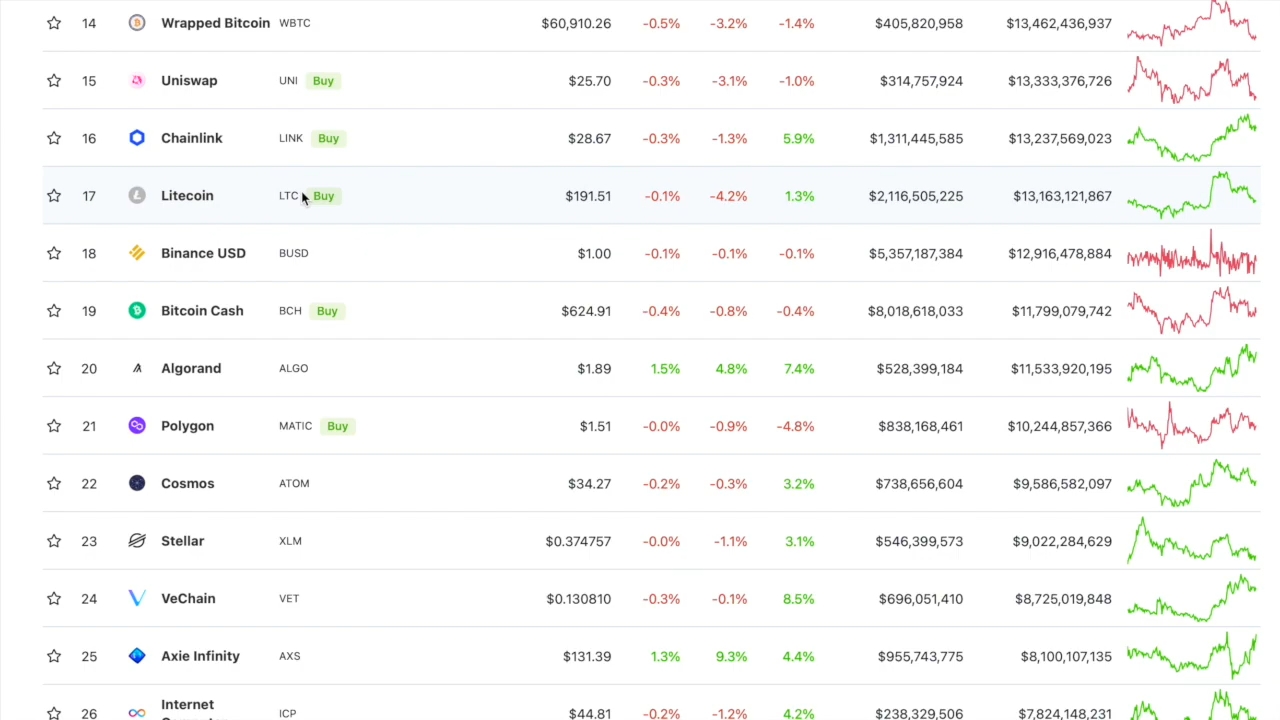 14 Wrapped Bitcoin WBTC $60,910.26 -0.5% -3.2% -1.4% $405,820,958 $13,462,436,937
15 Uniswap UNI Buy $25.70 -0.3% -3.1% -1.0% $314,757,924 $13,333,376,726
16 Chainlink LINK Buy $28.67 -0.3% -1.3% 5.9% $1,311,445,585 $13,237,569,023
17 Litecoin LTC Buy $191.51 -0.1% -4.2% 1.3% $2,116,505,225 $13,163,121,867
18 Binance USD BUSD $1.00 -0.1% -0.1% -0.1% $5,357,187,384 $12,916,478,884
19 Bitcoin Cash BCH Buy $624.91 -0.4% -0.8% -0.4% $8,018,618,033 $11,799,079,742
20 Algorand ALGO $1.89 1.5% 4.8% 7.4% $528,399,184 $11,533,920,195
21 Polygon MATIC Buy $1.51 -0.0% -0.9% -4.8% $838,168,461 $10,244,857,366
22 Cosmos ATOM $34.27 -0.2% -0.3% 3.2% $738,656,604 $9,586,582,097
23 Stellar XLM $0.374757 -0.0% -1.1% 3.1% $546,399,573 $9,022,284,629
24 VeChain VET $0.130810 -0.3% -0.1% 8.5% $696,051,410 $8,725,019,848
25 Axie Infinity AXS $131.39 1.3% 9.3% 4.4% $955,743,775 $8,100,107,135
Internet
26 ICP $44.81 -0.2% -1.2% 4.2% $238,329,506 $7,824,148,231